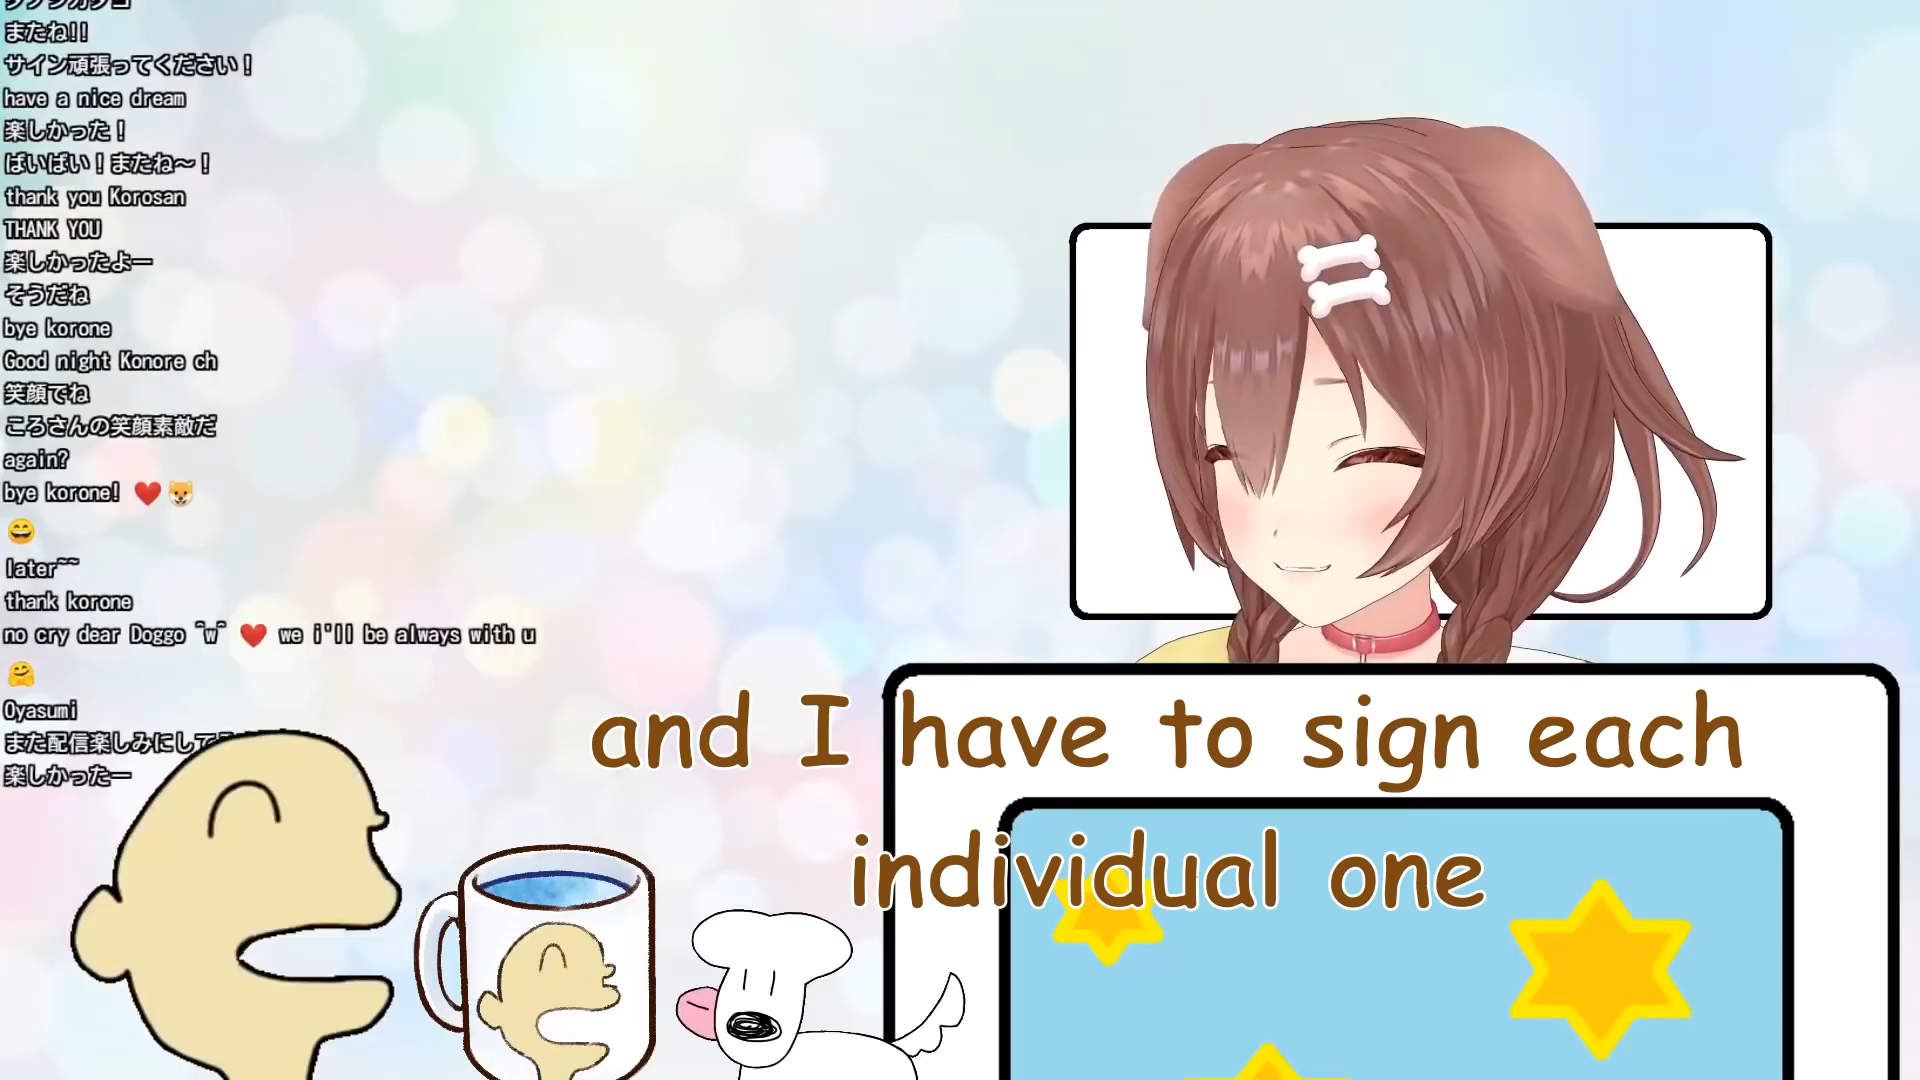 またね!!
サイン頑張ってください！
have a nice dream
楽しかった！
ばいばい！またね～！
thank you Korosan
THANK YOU
楽しかったよー
そうだね
bye korone
Good night Konore ch
笑顔でね
ころさんの笑顔素敵だ
again?
bye korone! ❤️🐶
😄
later~~
thank korone
no cry dear Doggo ^w^ ❤️ we i'll be always with u
🤗
Oyasumi
また配信楽しみにして
楽しかったー
and I have to sign each
individual one